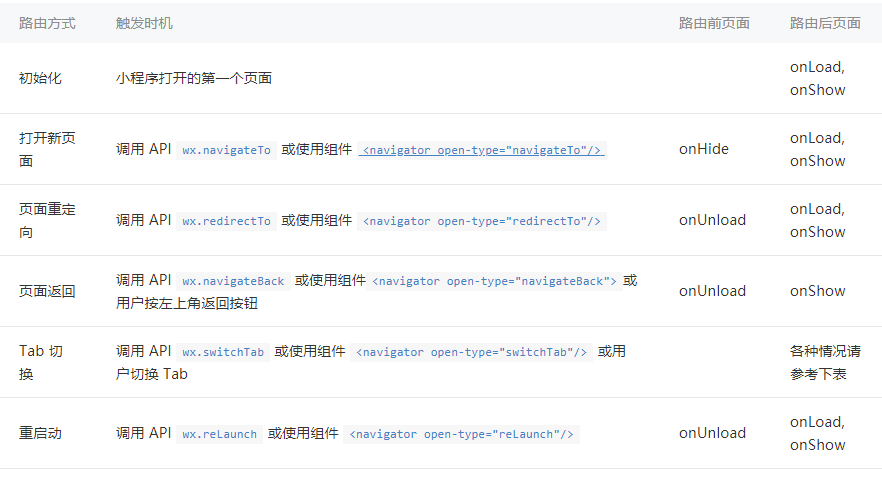 路由方式 触发时机 路由前页面 路由后页面
初始化 小程序打开的第一个页面 onLoad,
onShow
打开新页
面 调用 API wx.navigateTo 或使用组件 <navigator open-type="navigateTo"/> onHide onLoad,
onShow
页面重定
向 调用 API wx.redirectTo 或使用组件 <navigator open-type="redirectTo"/> onUnload onLoad,
onShow
页面返回 调用 API wx.navigateBack 或使用组件<navigator open-type="navigateBack">或
用户按左上角返回按钮 onUnload onShow
Tab 切
换 调用 API wx.switchTab 或使用组件 <navigator open-type="switchTab"/> 或用
户切换 Tab 各种情况请
参考下表
重启动 调用 API wx.reLaunch 或使用组件 <navigator open-type="reLaunch"/> onUnload onLoad,
onShow